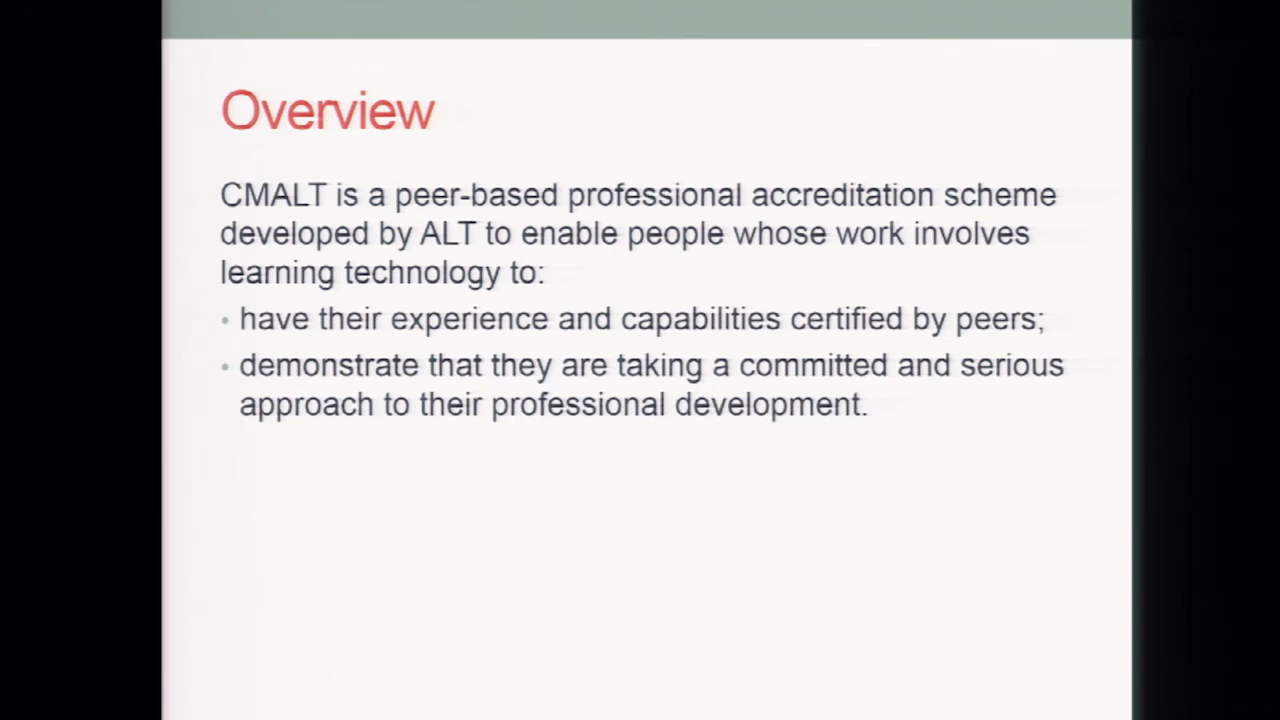 Overview
CMALT is a peer-based professional accreditation scheme
developed by ALT to enable people whose work involves
learning technology to:
• have their experience and capabilities certified by peers;
• demonstrate that they are taking a committed and serious
approach to their professional development.